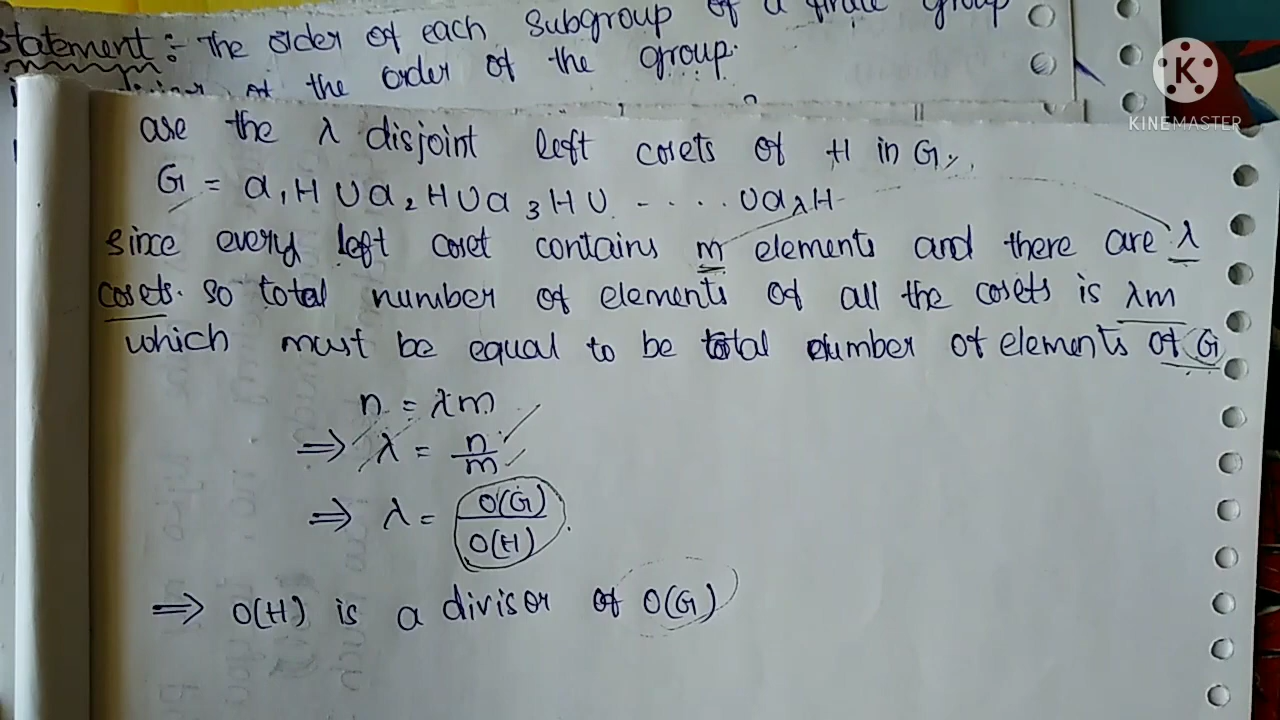 Statement :- The order of each subgroup of a finite group
the order of the group.
are the λ disjoint left cosets of H in G,
G = a₁H ∪ a₂H ∪ a₃H ∪ ..... ∪ aλH
since every left coset contains m elements and there are λ
cosets. so total number of elements of all the cosets is λm
which must be equal to be total number of elements of G
n = λm
⇒ λ = n/m
⇒ λ = O(G)/O(H)
⇒ O(H) is a divisor of O(G)
K
KINEMASTER